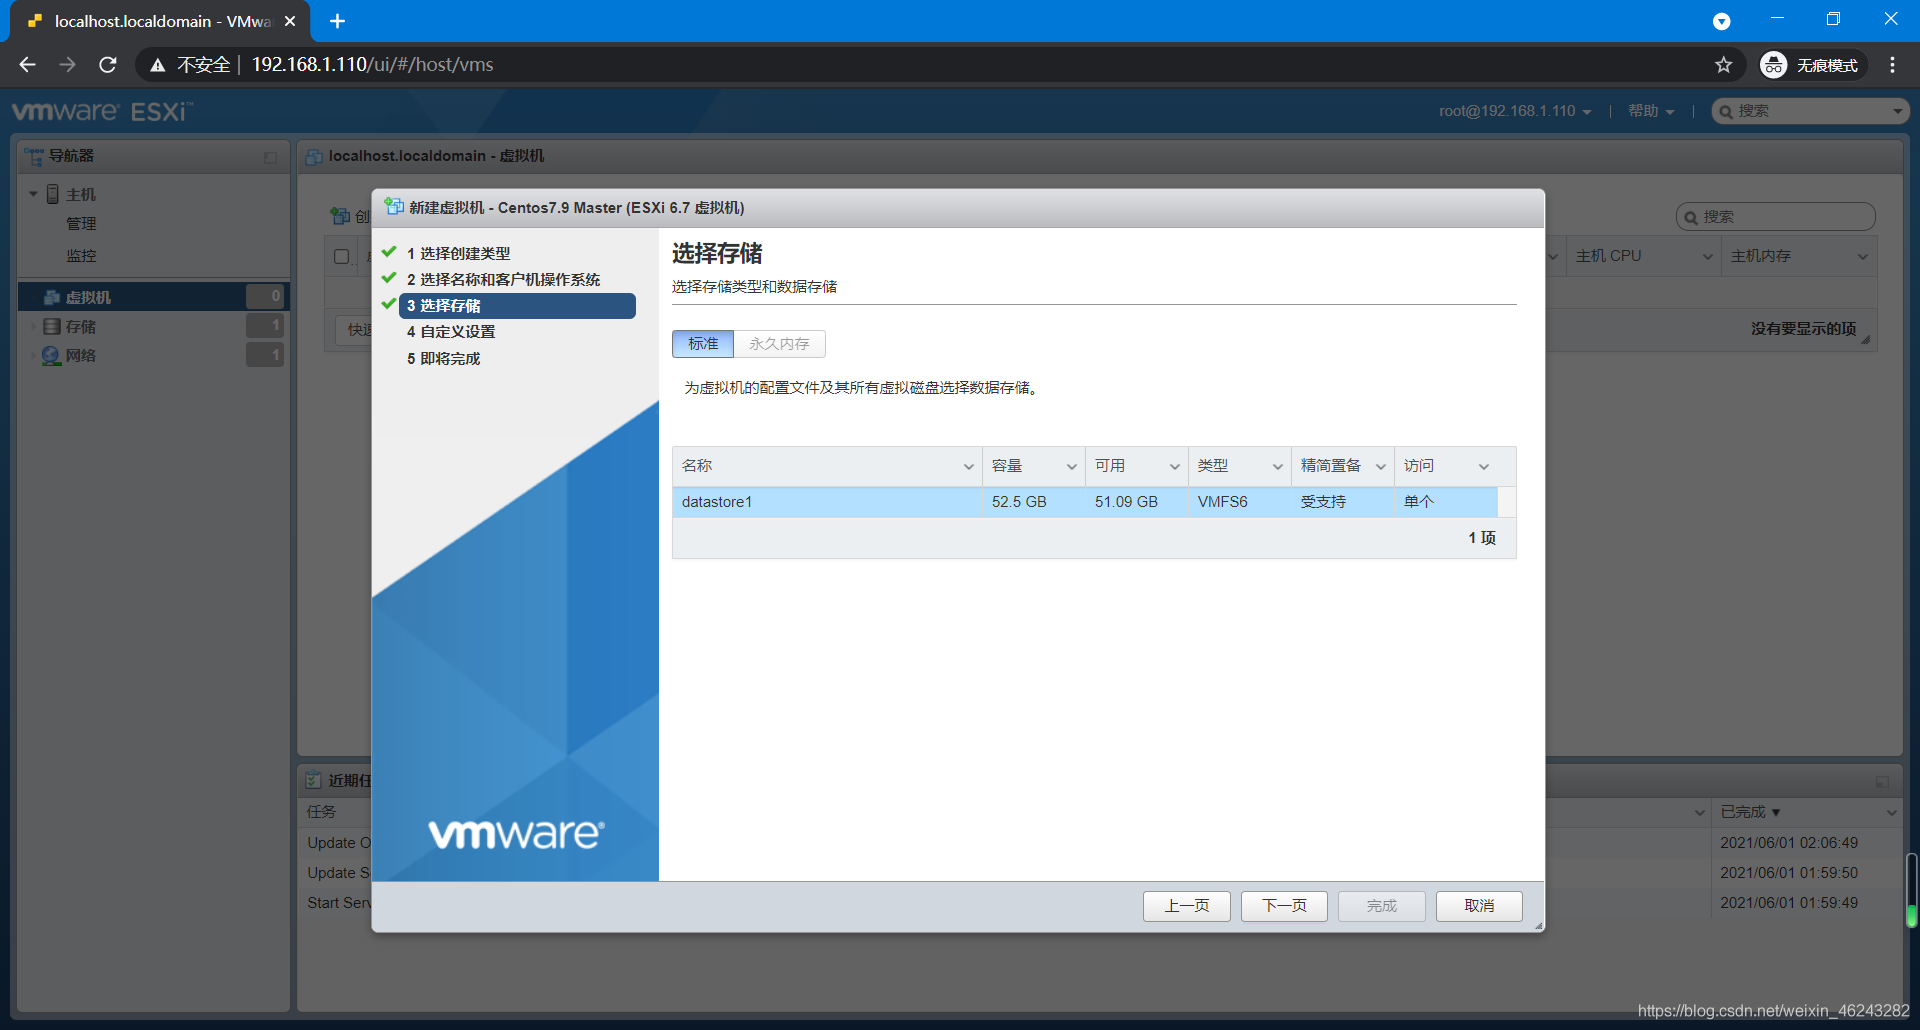 localhost.localdomain - VMwa
不安全 | 192.168.1.110/ui/#/host/vms
无痕模式
vmware® ESXi™
root@192.168.1.110
帮助
搜索
导航器
主机
管理
监控
虚拟机 0
存储 1
网络 1
localhost.localdomain - 虚拟机
创
搜索
主机 CPU
主机内存
快速
没有要显示的项
新建虚拟机 - Centos7.9 Master (ESXi 6.7 虚拟机)
1 选择创建类型
2 选择名称和客户机操作系统
3 选择存储
4 自定义设置
5 即将完成
vmware®
选择存储
选择存储类型和数据存储
标准 永久内存
为虚拟机的配置文件及其所有虚拟磁盘选择数据存储。
名称 容量 可用 类型 精简置备 访问
datastore1 52.5 GB 51.09 GB VMFS6 受支持 单个
1 项
上一页 下一页 完成 取消
近期任
任务 已完成 ▼
Update O 2021/06/01 02:06:49
Update S 2021/06/01 01:59:50
Start Serv 2021/06/01 01:59:49
https://blog.csdn.net/weixin_46243282